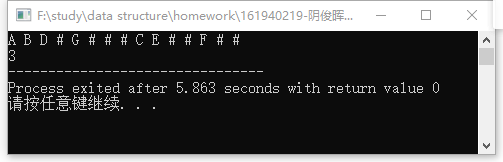 F:\study\data structure\homework\161940219-阴俊晖...
A B D # G # # # C E # # F # #
3
--------------------------------
Process exited after 5.863 seconds with return value 0
请按任意键继续. . .